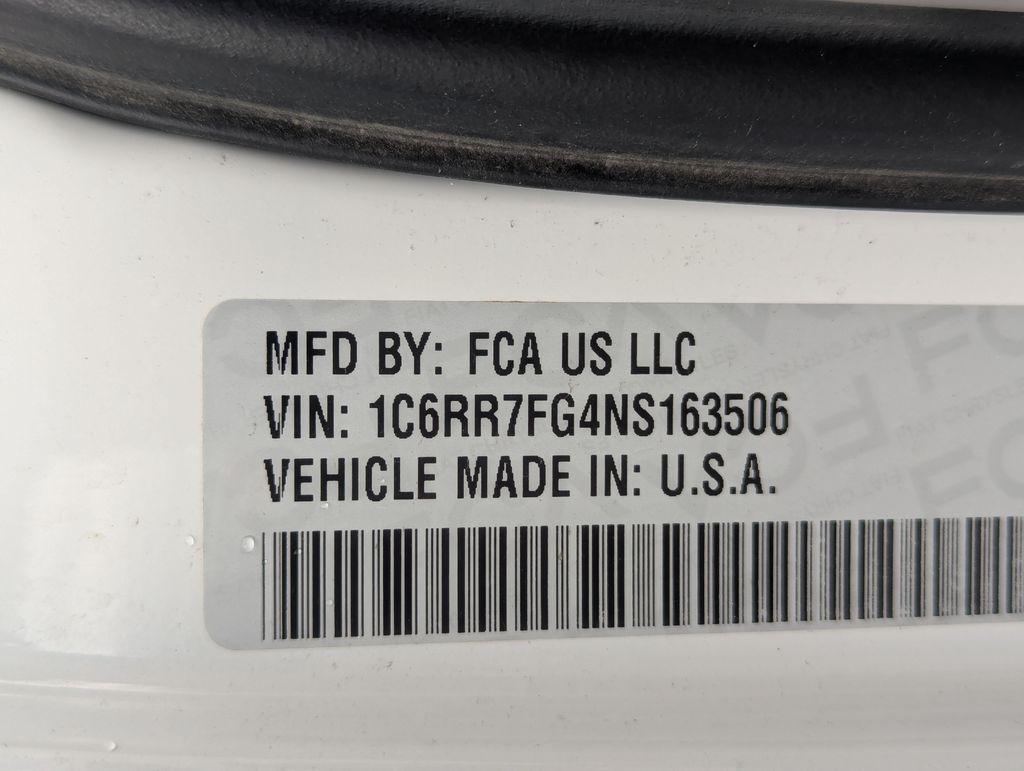 MFD BY: FCA US LLC
VIN: 1C6RR7FG4NS163506
VEHICLE MADE IN: U.S.A.